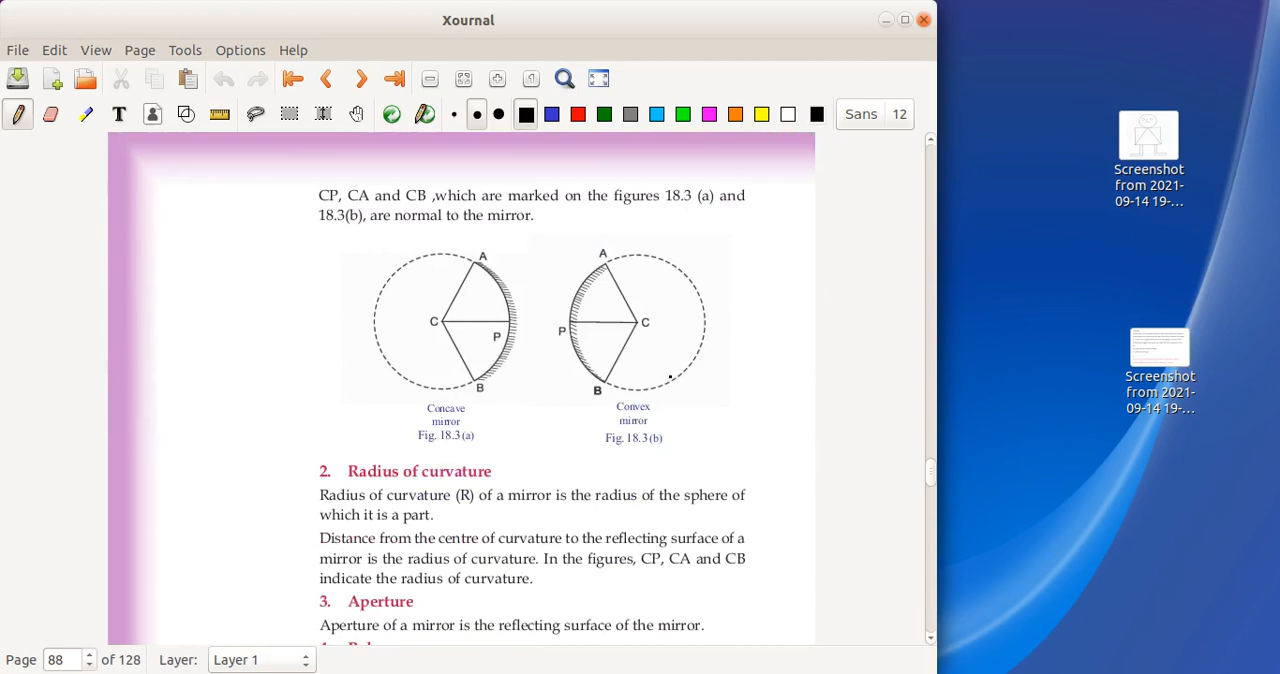 Xournal
File Edit View Page Tools Options Help
Sans 12
CP, CA and CB ,which are marked on the figures 18.3 (a) and
18.3(b), are normal to the mirror.
A
A
C
P
P
C
B
B
Concave
mirror
Fig. 18.3 (a)
Convex
mirror
Fig. 18.3 (b)
2. Radius of curvature
Radius of curvature (R) of a mirror is the radius of the sphere of
which it is a part.
Distance from the centre of curvature to the reflecting surface of a
mirror is the radius of curvature. In the figures, CP, CA and CB
indicate the radius of curvature.
3. Aperture
Aperture of a mirror is the reflecting surface of the mirror.
Page 88 of 128 Layer: Layer 1
Screenshot
from 2021-
09-14 19-...
Screenshot
from 2021-
09-14 19-...